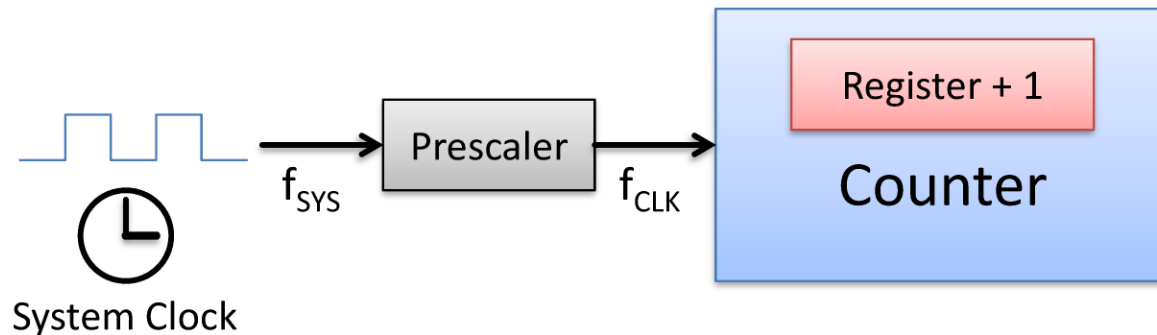 Register + 1
Prescaler
Counter
fSYS
fCLK
System Clock